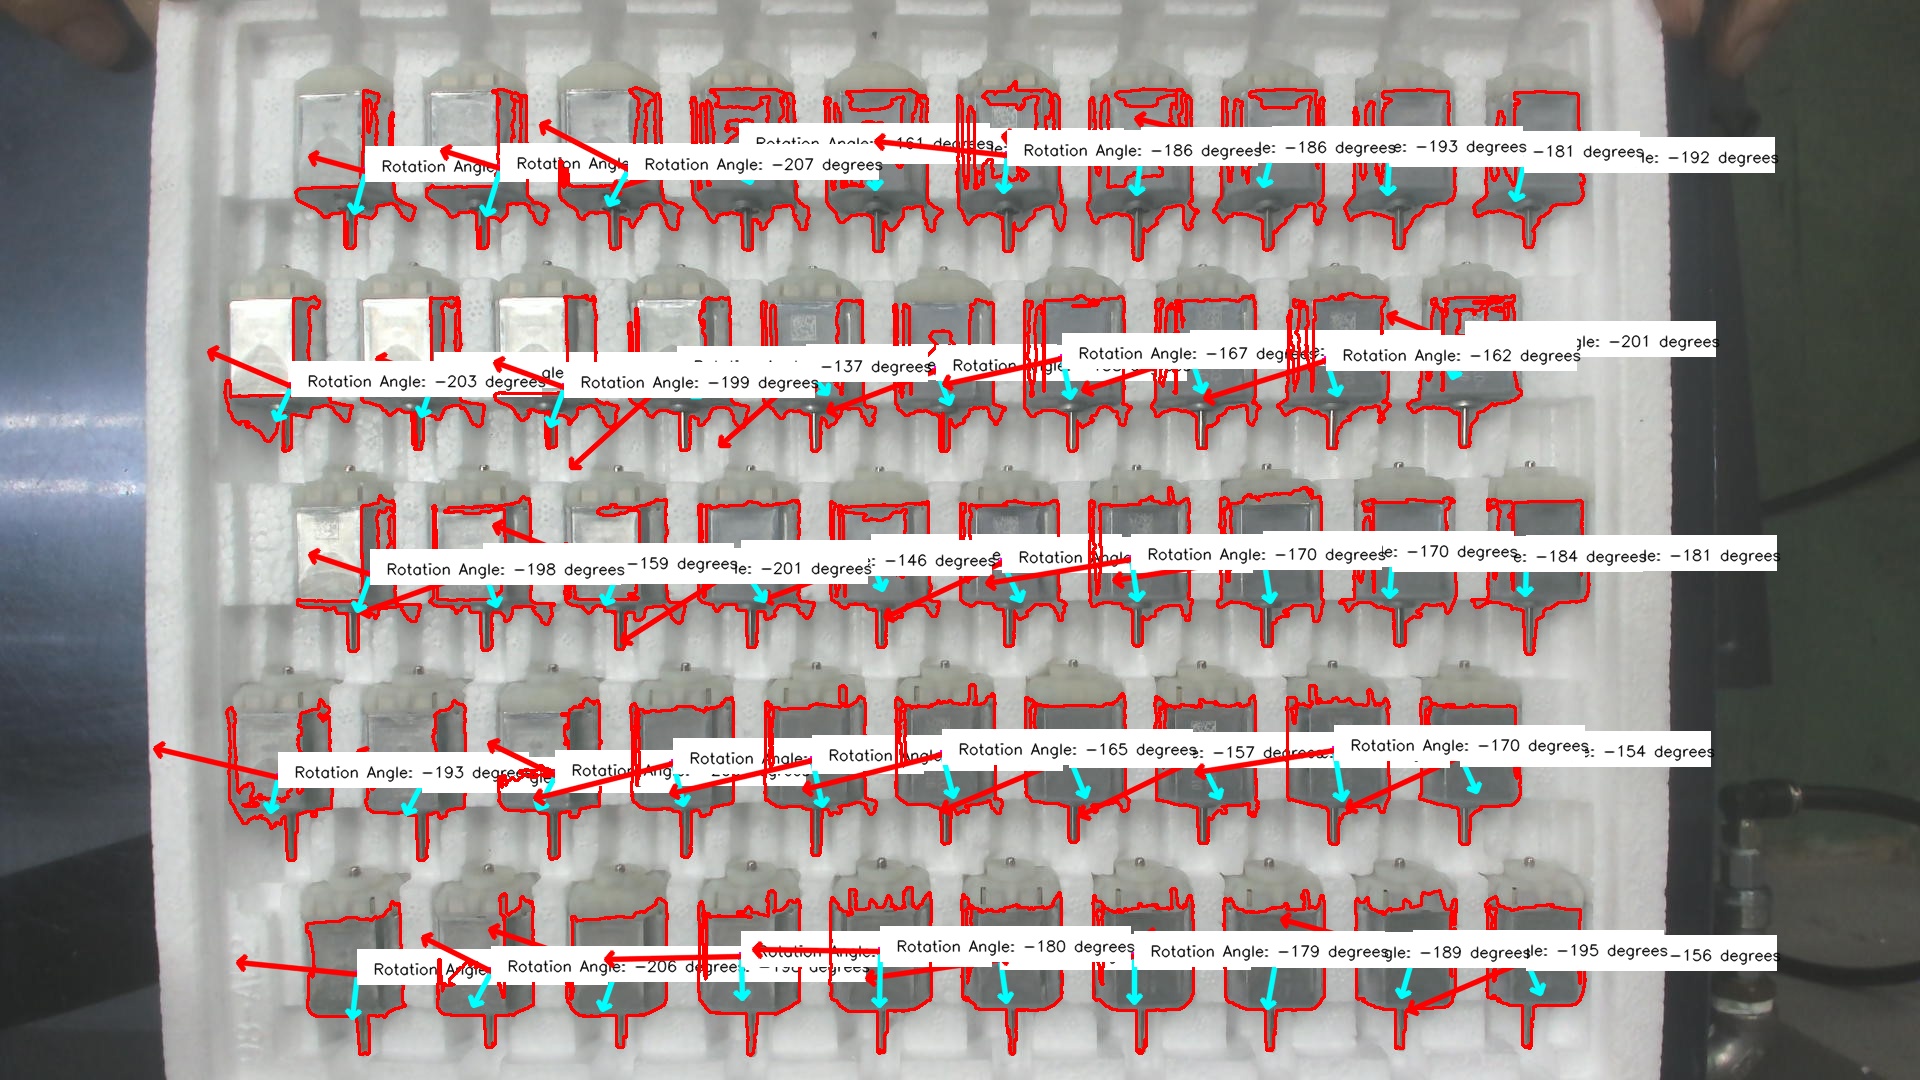 Rotation Angle: -161 degrees
Rotation Angle
Rotation Angle
Rotation Angle: -207 degrees
Rotation Angle: -186 degrees
le: -186 degrees
e: -193 degrees
-181 degrees
le: -192 degrees
Rotation Angle: -203 degrees
gle
Rotation Angle: -199 degrees
-137 degrees
Rotation
Rotation Angle: -167 degrees
Rotation Angle: -162 degrees
gle: -201 degrees
Rotation Angle: -198 degrees
-159 degrees
le: -201 degrees
: -146 degrees
Rotation Angle
Rotation Angle: -170 degrees
e: -170 degrees
e: -184 degrees
le: -181 degrees
Rotation Angle: -193 degrees
gle
Rotation Ang
Rotation Angle:
Rotation Angle
Rotation Angle: -165 degrees
e: -157 degrees
Rotation Angle: -170 degrees
: -154 degrees
Rotation Angle
Rotation Angle: -206 degrees
Rotation Angle:
Rotation Angle: -180 degrees
Rotation Angle: -179 degrees
gle: -189 degrees
le: -195 degrees
-156 degrees